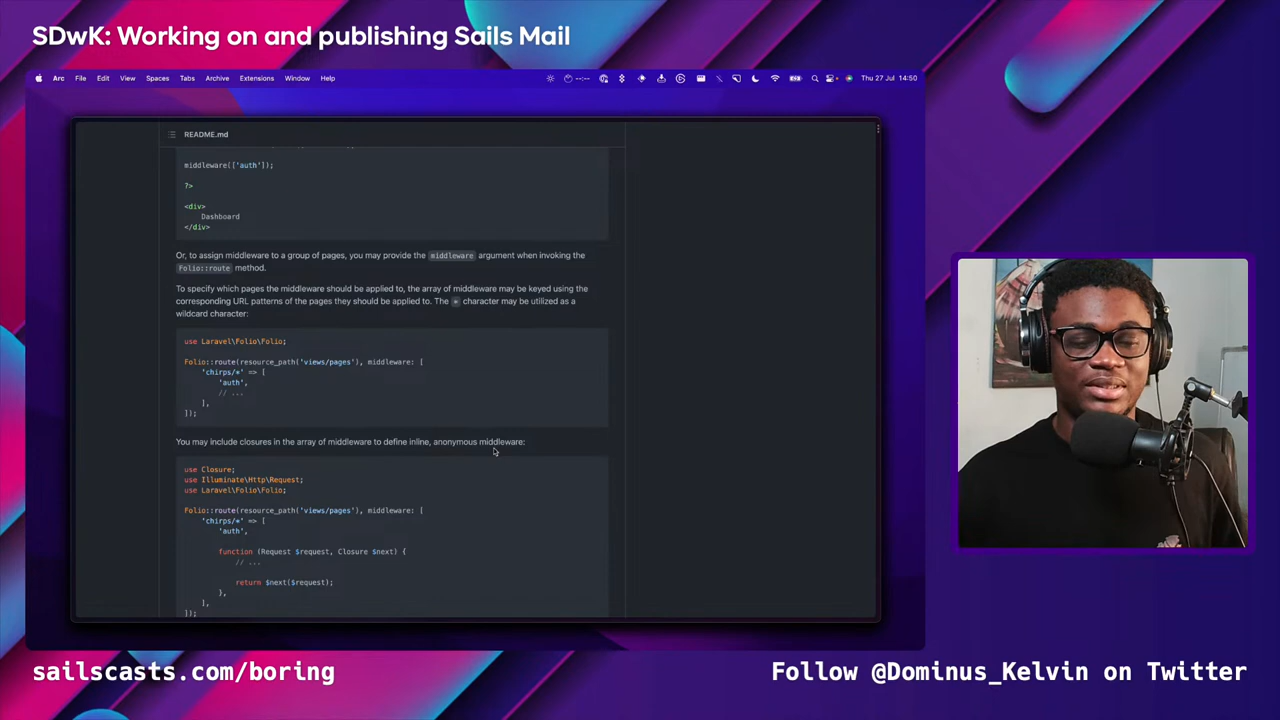 SDwK: Working on and publishing Sails Mail
Arc File Edit View Spaces Tabs Archive Extensions Window Help
Thu 27 Jul 14:50
README.md
middleware(['auth']);
?>
<div>
Dashboard
</div>
Or, to assign middleware to a group of pages, you may provide the middleware argument when invoking the
Folio::route method.
To specify which pages the middleware should be applied to, the array of middleware may be keyed using the
corresponding URL patterns of the pages they should be applied to. The * character may be utilized as a
wildcard character:
use Laravel\Folio\Folio;
Folio::route(resource_path('views/pages'), middleware: [
'chirps/*' => [
'auth',
// ...
],
]);
You may include closures in the array of middleware to define inline, anonymous middleware:
use Closure;
use Illuminate\Http\Request;
use Laravel\Folio\Folio;
Folio::route(resource_path('views/pages'), middleware: [
'chirps/*' => [
'auth',
function (Request $request, Closure $next) {
// ...
return $next($request);
},
],
]);
sailscasts.com/boring
Follow @Dominus_Kelvin on Twitter